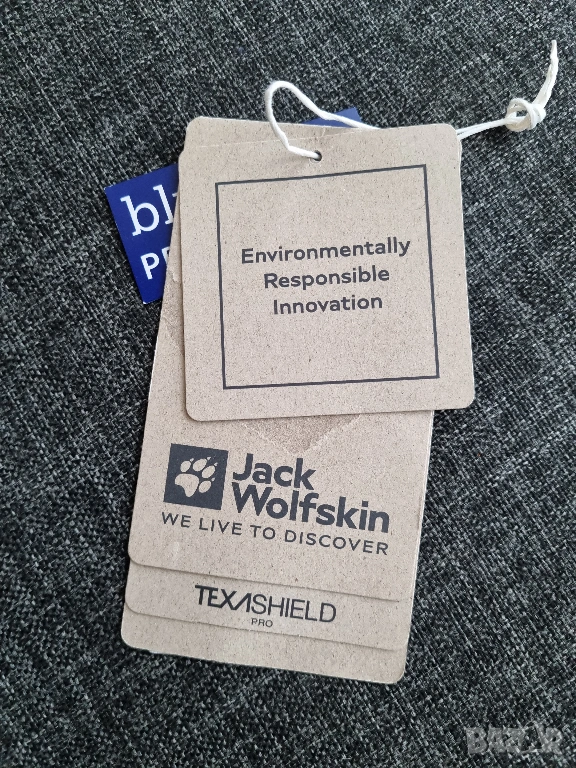 Environmentally
Responsible
Innovation
Jack
Wolfskin
WE LIVE TO DISCOVER
TEXASHIELD
PRO